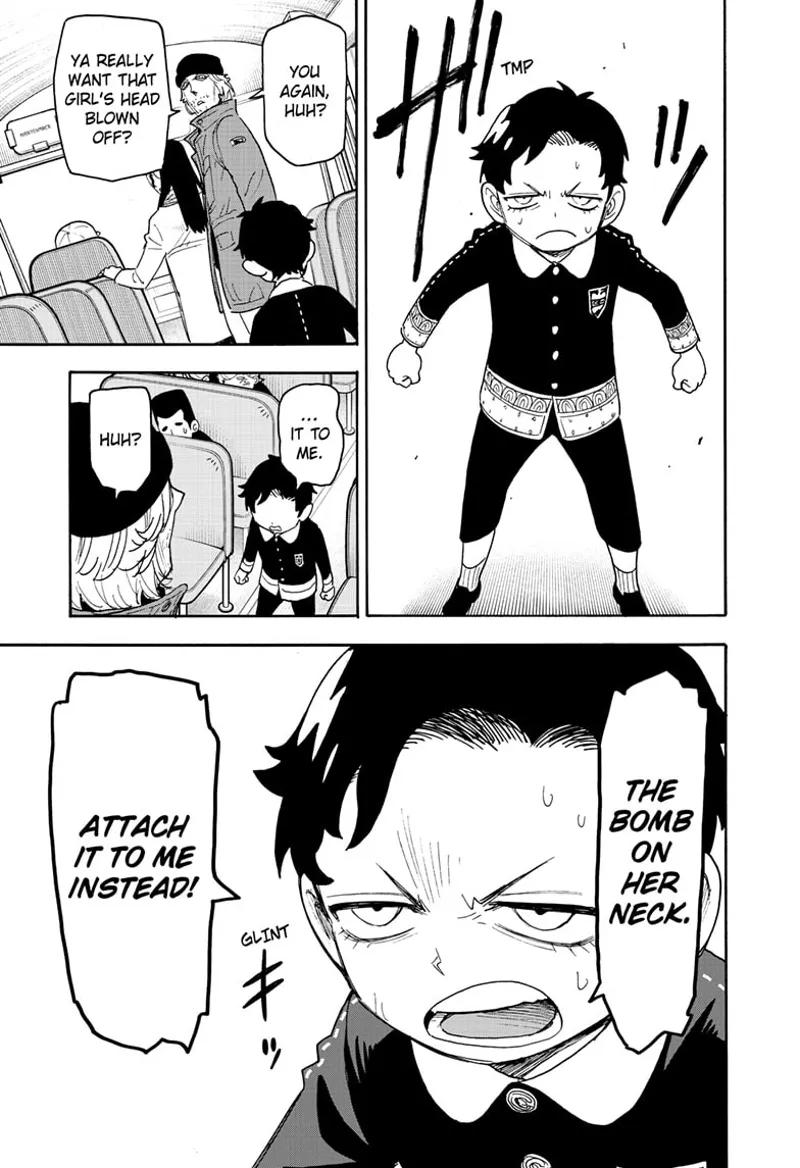 TMP
YOU
AGAIN,
HUH?
YA REALLY
WANT THAT
GIRL'S HEAD
BLOWN
OFF?
...
IT TO
ME.
HUH?
THE
BOMB
ON
HER
NECK.
ATTACH
IT TO ME
INSTEAD!
GLINT